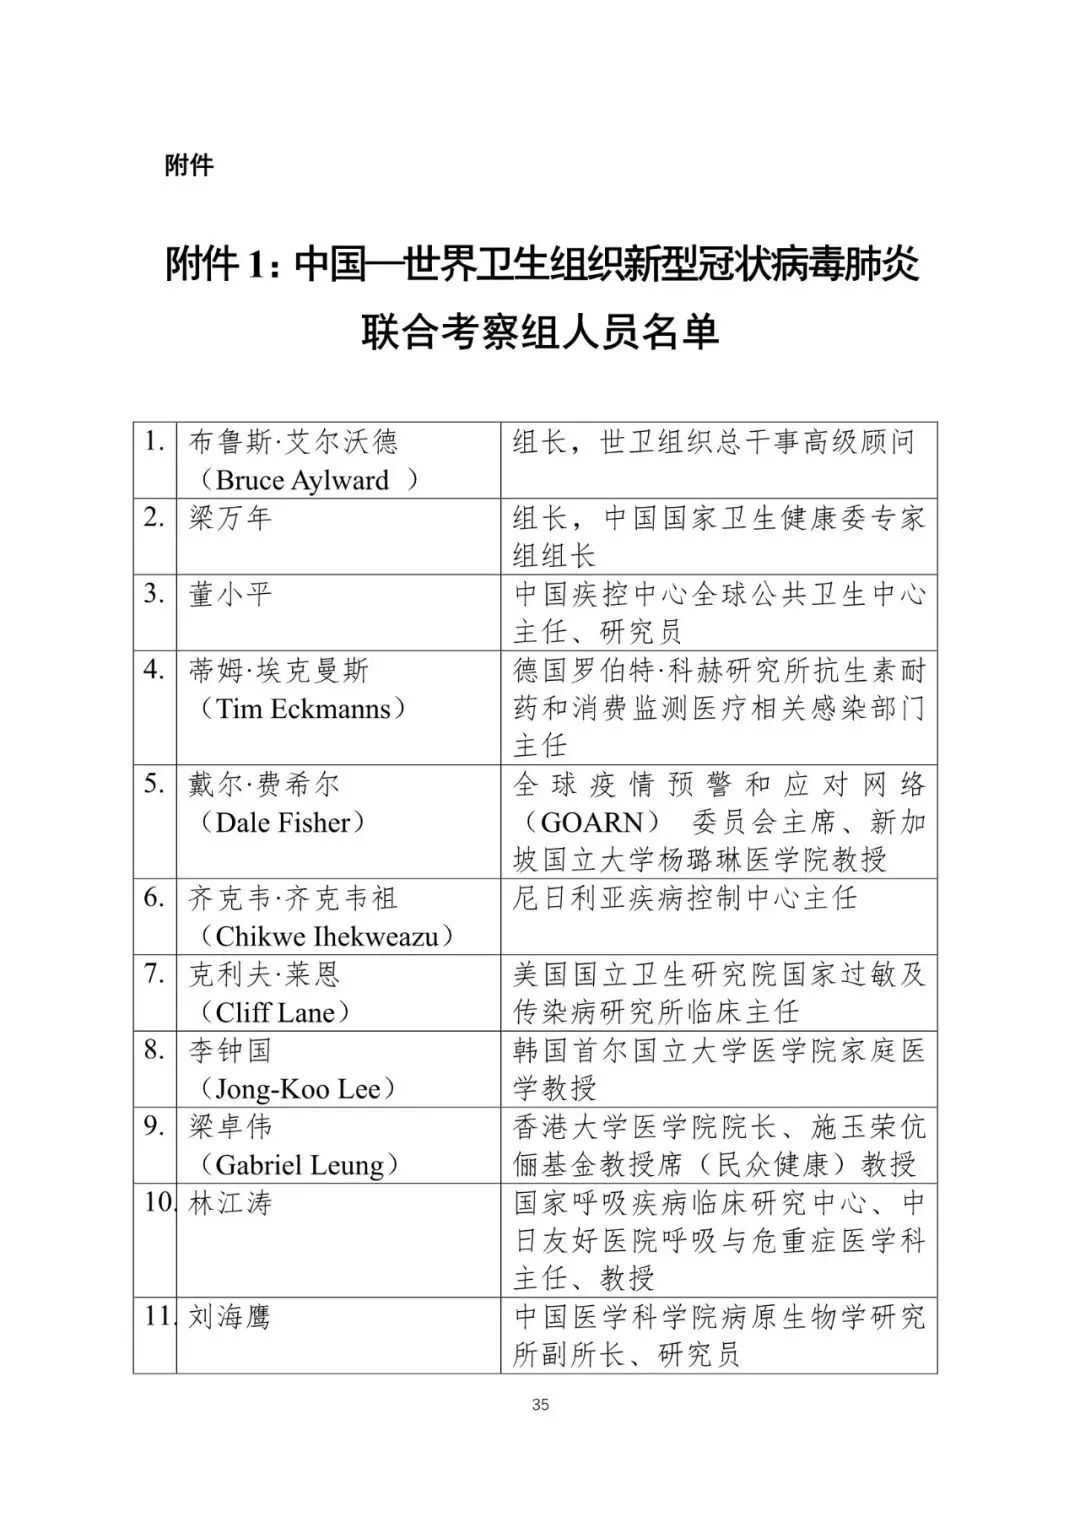 附件
附件 1：中国—世界卫生组织新型冠状病毒肺炎
联合考察组人员名单
1. 布鲁斯·艾尔沃德 组长，世卫组织总干事高级顾问
（Bruce Aylward ）
2. 梁万年 组长，中国国家卫生健康委专家
组组长
3. 董小平 中国疾控中心全球公共卫生中心
主任、研究员
4. 蒂姆·埃克曼斯 德国罗伯特·科赫研究所抗生素耐
（Tim Eckmanns） 药和消费监测医疗相关感染部门
主任
5. 戴尔·费希尔 全球疫情预警和应对网络
（Dale Fisher） （GOARN） 委员会主席、新加
坡国立大学杨璐琳医学院教授
6. 齐克韦·齐克韦祖 尼日利亚疾病控制中心主任
（Chikwe Ihekweazu）
7. 克利夫·莱恩 美国国立卫生研究院国家过敏及
（Cliff Lane） 传染病研究所临床主任
8. 李钟国 韩国首尔国立大学医学院家庭医
（Jong-Koo Lee） 学教授
9. 梁卓伟 香港大学医学院院长、施玉荣伉
（Gabriel Leung） 俪基金教授席（民众健康）教授
10. 林江涛 国家呼吸疾病临床研究中心、中
日友好医院呼吸与危重症医学科
主任、教授
11. 刘海鹰 中国医学科学院病原生物学研究
所副所长、研究员
35